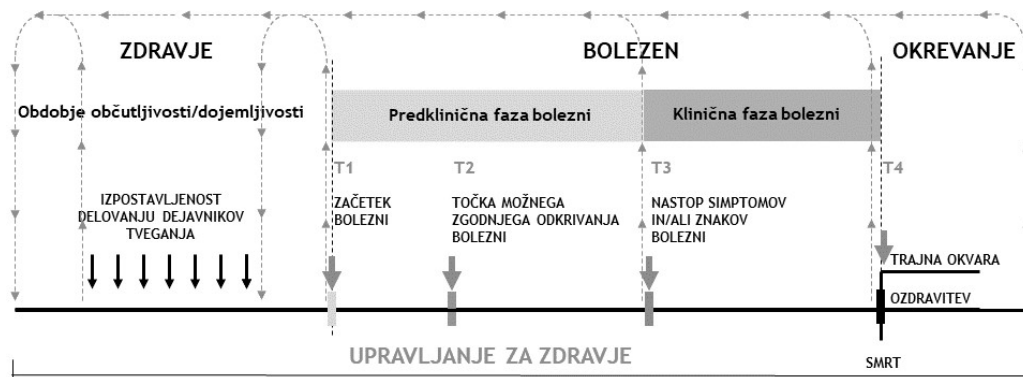 ZDRAVJE
BOLEZEN
OKREVANJE
Obdobje občutljivosti/dojemljivosti
Predklinična faza bolezni
Klinična faza bolezni
T1
T2
T3
T4
IZPOSTAVLJENOST
DELOVANJU DEJAVNIKOV
TVEGANJA
ZAČETEK
BOLEZNI
TOČKA MOŽNEGA
ZGODNJEGA ODKRIVANJA
BOLEZNI
NASTOP SIMPTOMOV
IN/ALI ZNAKOV
BOLEZNI
TRAJNA OKVARA
OZDRAVITEV
SMRT
UPRAVLJANJE ZA ZDRAVJE